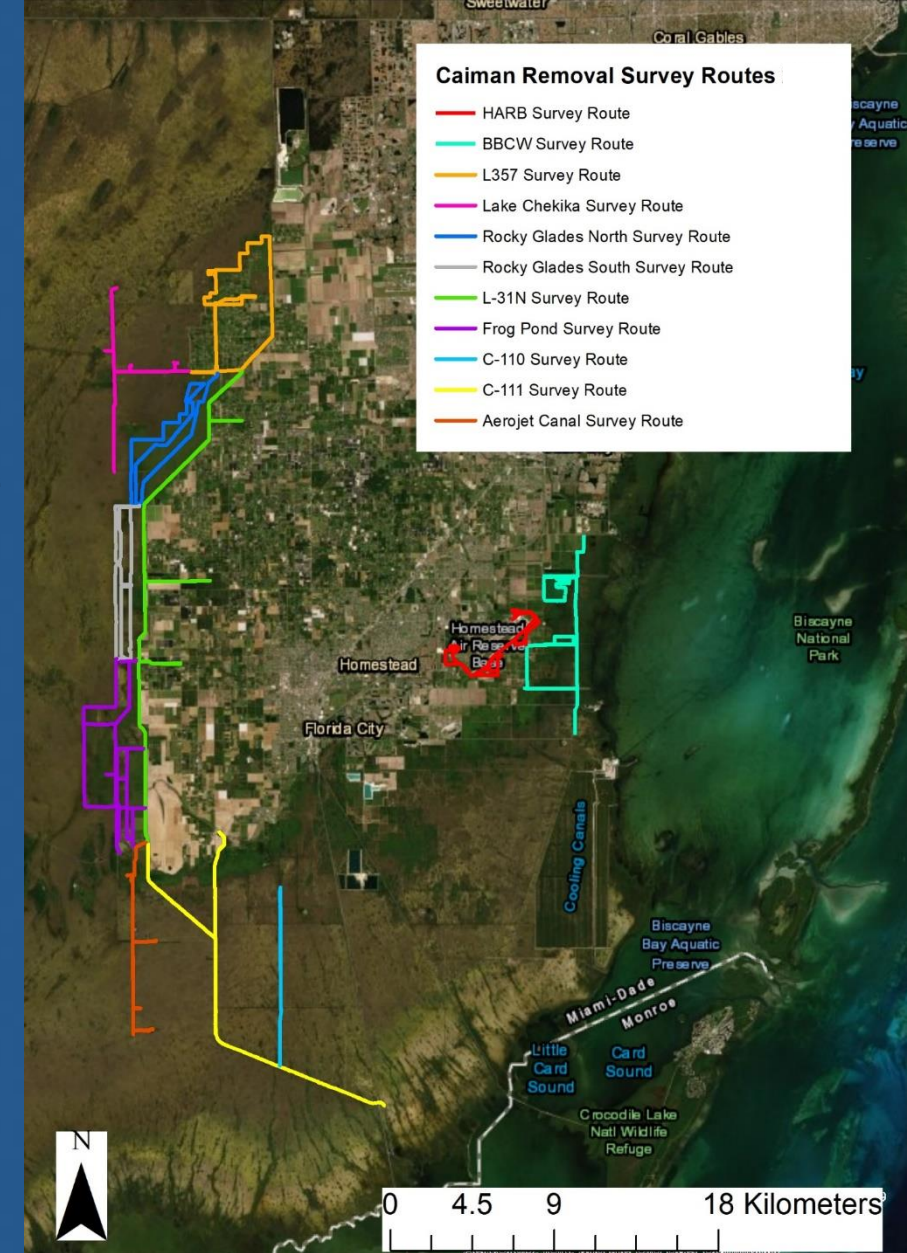 Sweetwater
Coral Gables
Caiman Removal Survey Routes
HARB Survey Route
BBCW Survey Route
L357 Survey Route
Lake Chekika Survey Route
Rocky Glades North Survey Route
Rocky Glades South Survey Route
L-31N Survey Route
Frog Pond Survey Route
C-110 Survey Route
C-111 Survey Route
Aerojet Canal Survey Route
iscayne
y Aquatic
reserve
ay
Homestead
Air Reserve
Base
Homestead
Biscayne
National
Park
Florida City
Cooling Canals
Biscayne
Bay Aquatic
Preserve
Miami-Dade
Monroe
Little
Card
Sound
Card
Sound
Crocodile Lake
Natl Wildlife
Refuge
N
0 4.5 9 18 Kilometers